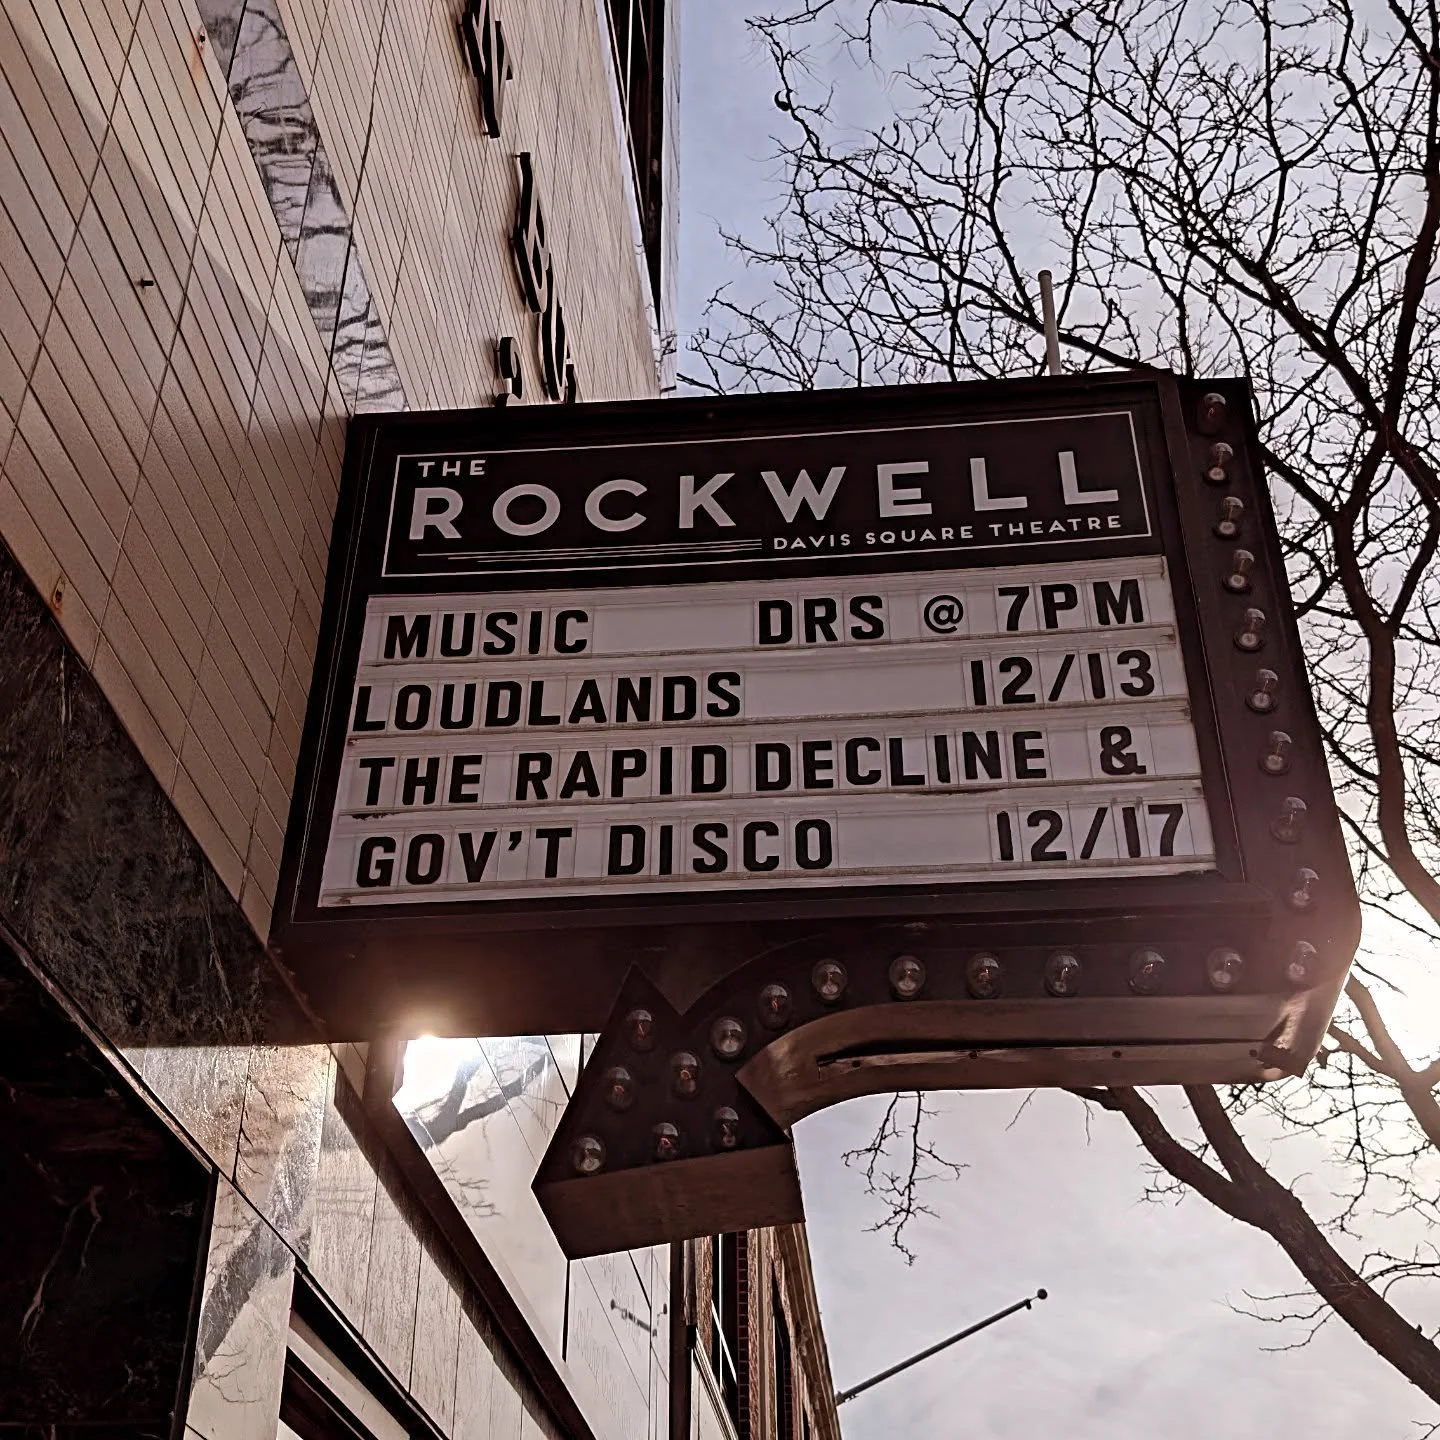 THE
ROCKWELL
DAVIS SQUARE THEATRE
MUSIC DRS @ 7PM
LOUDLANDS 12/13
THE RAPID DECLINE &
GOV'T DISCO 12/17